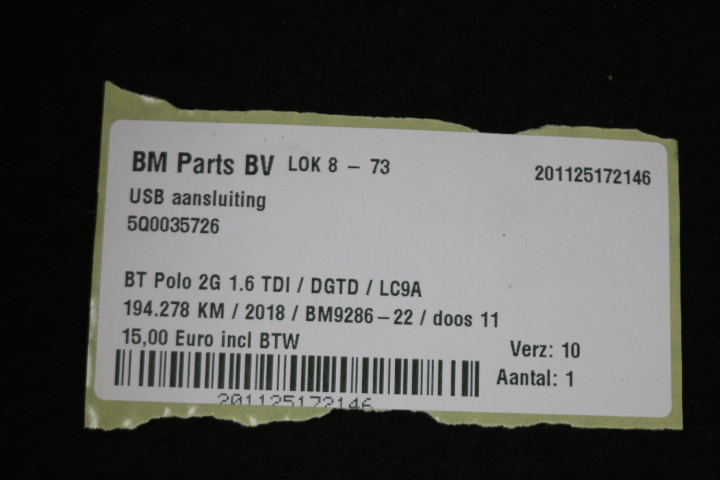 BM Parts BV LOK 8 – 73 201125172146
USB aansluiting
5Q0035726
BT Polo 2G 1.6 TDI / DGTD / LC9A
194.278 KM / 2018 / BM9286–22 / doos 11
15,00 Euro incl BTW
Verz: 10
Aantal: 1
201125172146